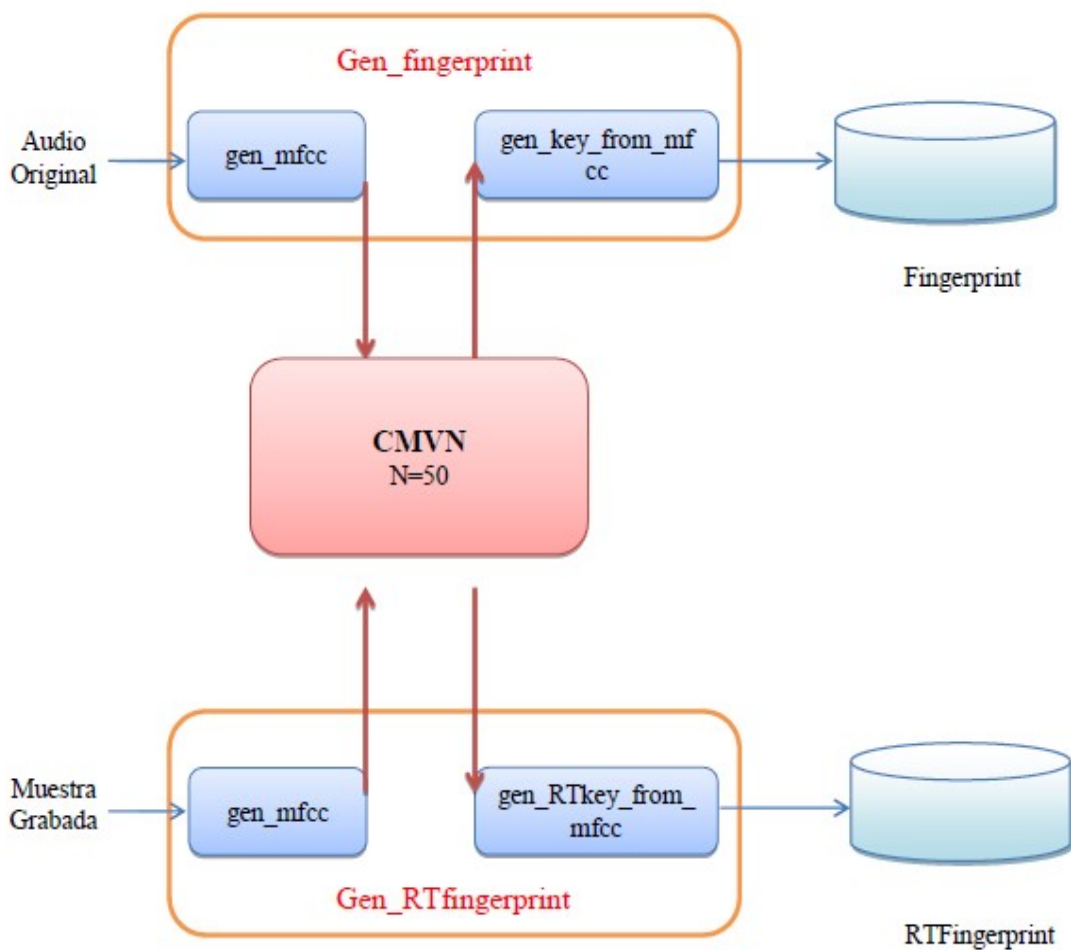 Gen_fingerprint
Audio
Original
gen_mfcc
gen_key_from_mf
cc
Fingerprint
CMVN
N=50
Muestra
Grabada
gen_mfcc
gen_RTkey_from_
mfcc
Gen_RTfingerprint
RTFingerprint